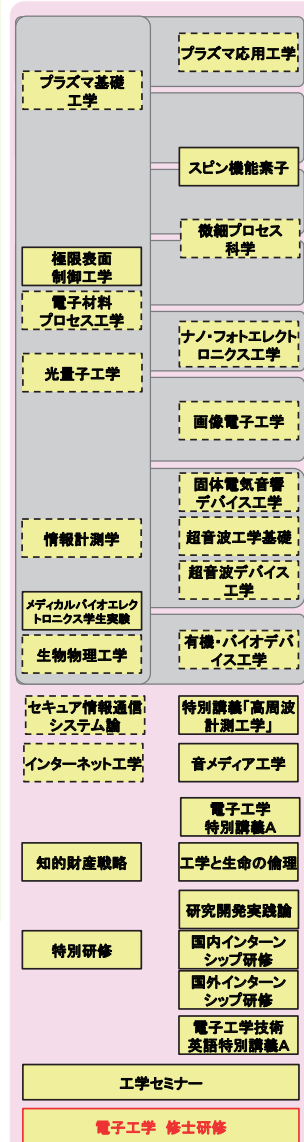 プラズマ応用工学
プラズマ基礎
工学
スピン機能素子
微細プロセス
科学
極限表面
制御工学
電子材料
プロセス工学
ナノ・フォトエレクト
ロニクス工学
光量子工学
画像電子工学
固体電気音響
デバイス工学
情報計測学
超音波工学基礎
超音波デバイス
工学
メディカルバイオエレク
トロニクス学生実験
生物物理工学
有機・バイオデバ
イス工学
セキュア情報通信
システム論
特別講義「高周波
計測工学」
インターネット工学
音メディア工学
電子工学
特別講義A
知的財産戦略
工学と生命の倫理
研究開発実践論
特別研修
国内インターン
シップ研修
国外インターン
シップ研修
電子工学技術
英語特別講義A
工学セミナー
電子工学 修士研修